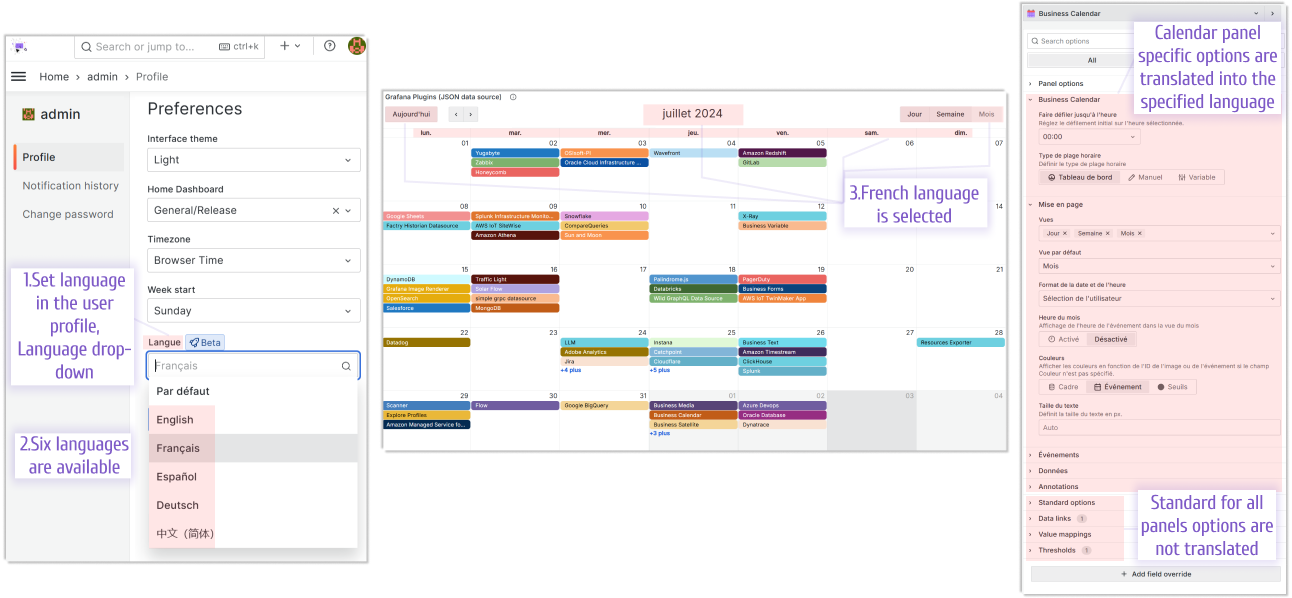 Search or jump to...
ctrl+k
Home > admin > Profile
admin
Profile
Notification history
Change password
Preferences
Interface theme
Light
Home Dashboard
General/Release
Timezone
Browser Time
Week start
Sunday
Langue
Beta
Français
Par défaut
English
Français
Español
Deutsch
中文（简体）
1.Set language
in the user
profile,
Language drop-
down
2.Six languages
are available
Grafana Plugins (JSON data source)
Aujourd'hui
juillet 2024
Jour Semaine Mois
lun. mar. mer. jeu. ven. sam. dim.
01 02 03 04 05 06 07
Yugabyte
Zabbix
Honeycomb
OSIsoft-PI
Oracle Cloud Infrastructure ...
Wavefront
Amazon Redshift
GitLab
08 09 10 11 12 14
Google Sheets
Factry Historian Datasource
Splunk Infrastructure Monito...
AWS IoT SiteWise
Amazon Athena
Snowflake
CompareQueries
Sun and Moon
X-Ray
Business Variable
3.French language
is selected
15 16 17 18 19 20 21
DynamoDB
Grafana Image Renderer
OpenSearch
Salesforce
Traffic Light
Solar Flow
simple grpc datasource
MongoDB
Palindrome.js
Databricks
Wild GraphQL Data Source
PagerDuty
Business Forms
AWS IoT TwinMaker App
22 23 24 25 26 27 28
Datadog
LLM
Adobe Analytics
Jira
+4 plus
Instana
Catchpoint
Cloudflare
+5 plus
Business Text
Amazon Timestream
ClickHouse
Splunk
Resources Exporter
29 30 31 01 02 03 04
Scanner
Explore Profiles
Amazon Managed Service fo...
Flow
Google BigQuery
Business Media
Business Calendar
Business Satellite
+3 plus
Azure Devops
Oracle Database
Dynatrace
Business Calendar
Search options
All
Calendar panel
specific options are
translated into the
specified language
Panel options
Business Calendar
Faire défiler jusqu'à l'heure
Réglez le défilement initial sur l'heure sélectionnée.
00:00
Type de plage horaire
Définir le type de plage horaire
Tableau de bord Manuel Variable
Mise en page
Vues
Jour × Semaine × Mois ×
Vue par défaut
Mois
Format de la date et de l'heure
Sélection de l'utilisateur
Heure du mois
Affichage de l'heure de l'événement dans la vue du mois
Activé Désactivé
Couleurs
Afficher les couleurs en fonction de l'ID de l'image ou de l'événement si le champ
Couleur n'est pas spécifié.
Cadre Événement Seuils
Taille du texte
Définit la taille du texte en px.
Auto
Événements
Données
Annotations
Standard options
Data links 1
Value mappings
Thresholds 1
Standard for all
panels options are
not translated
+ Add field override